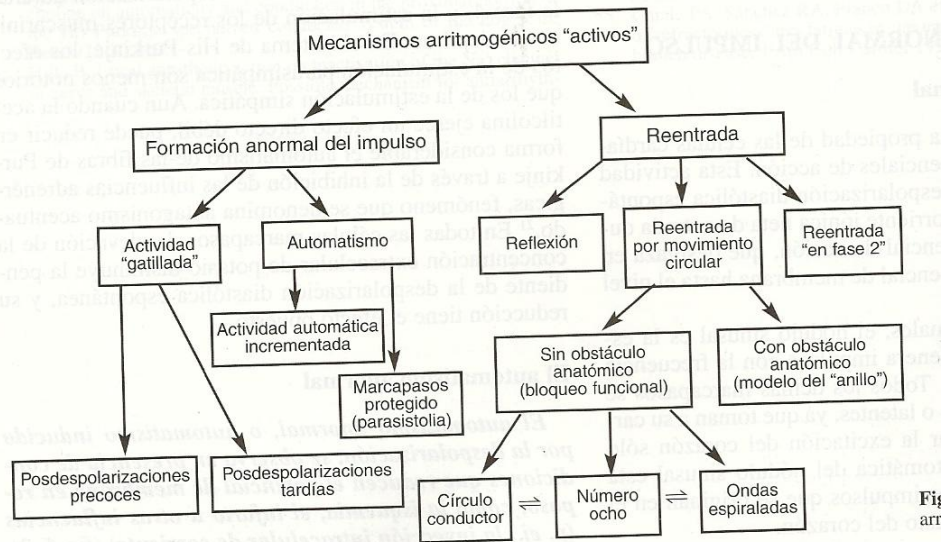 Mecanismos arritmogénicos “activos”
Formación anormal del impulso
Reentrada
Actividad
“gatillada”
Automatismo
Reflexión
Reentrada
por movimiento
circular
Reentrada
“en fase 2”
Actividad automática
incrementada
Marcapasos
protegido
(parasistolia)
Sin obstáculo
anatómico
(bloqueo funcional)
Con obstáculo
anatómico
(modelo del “anillo”)
Posdespolarizaciones
precoces
Posdespolarizaciones
tardías
Círculo
conductor
⇌
Número
ocho
⇌
Ondas
espiraladas
Fig
arr